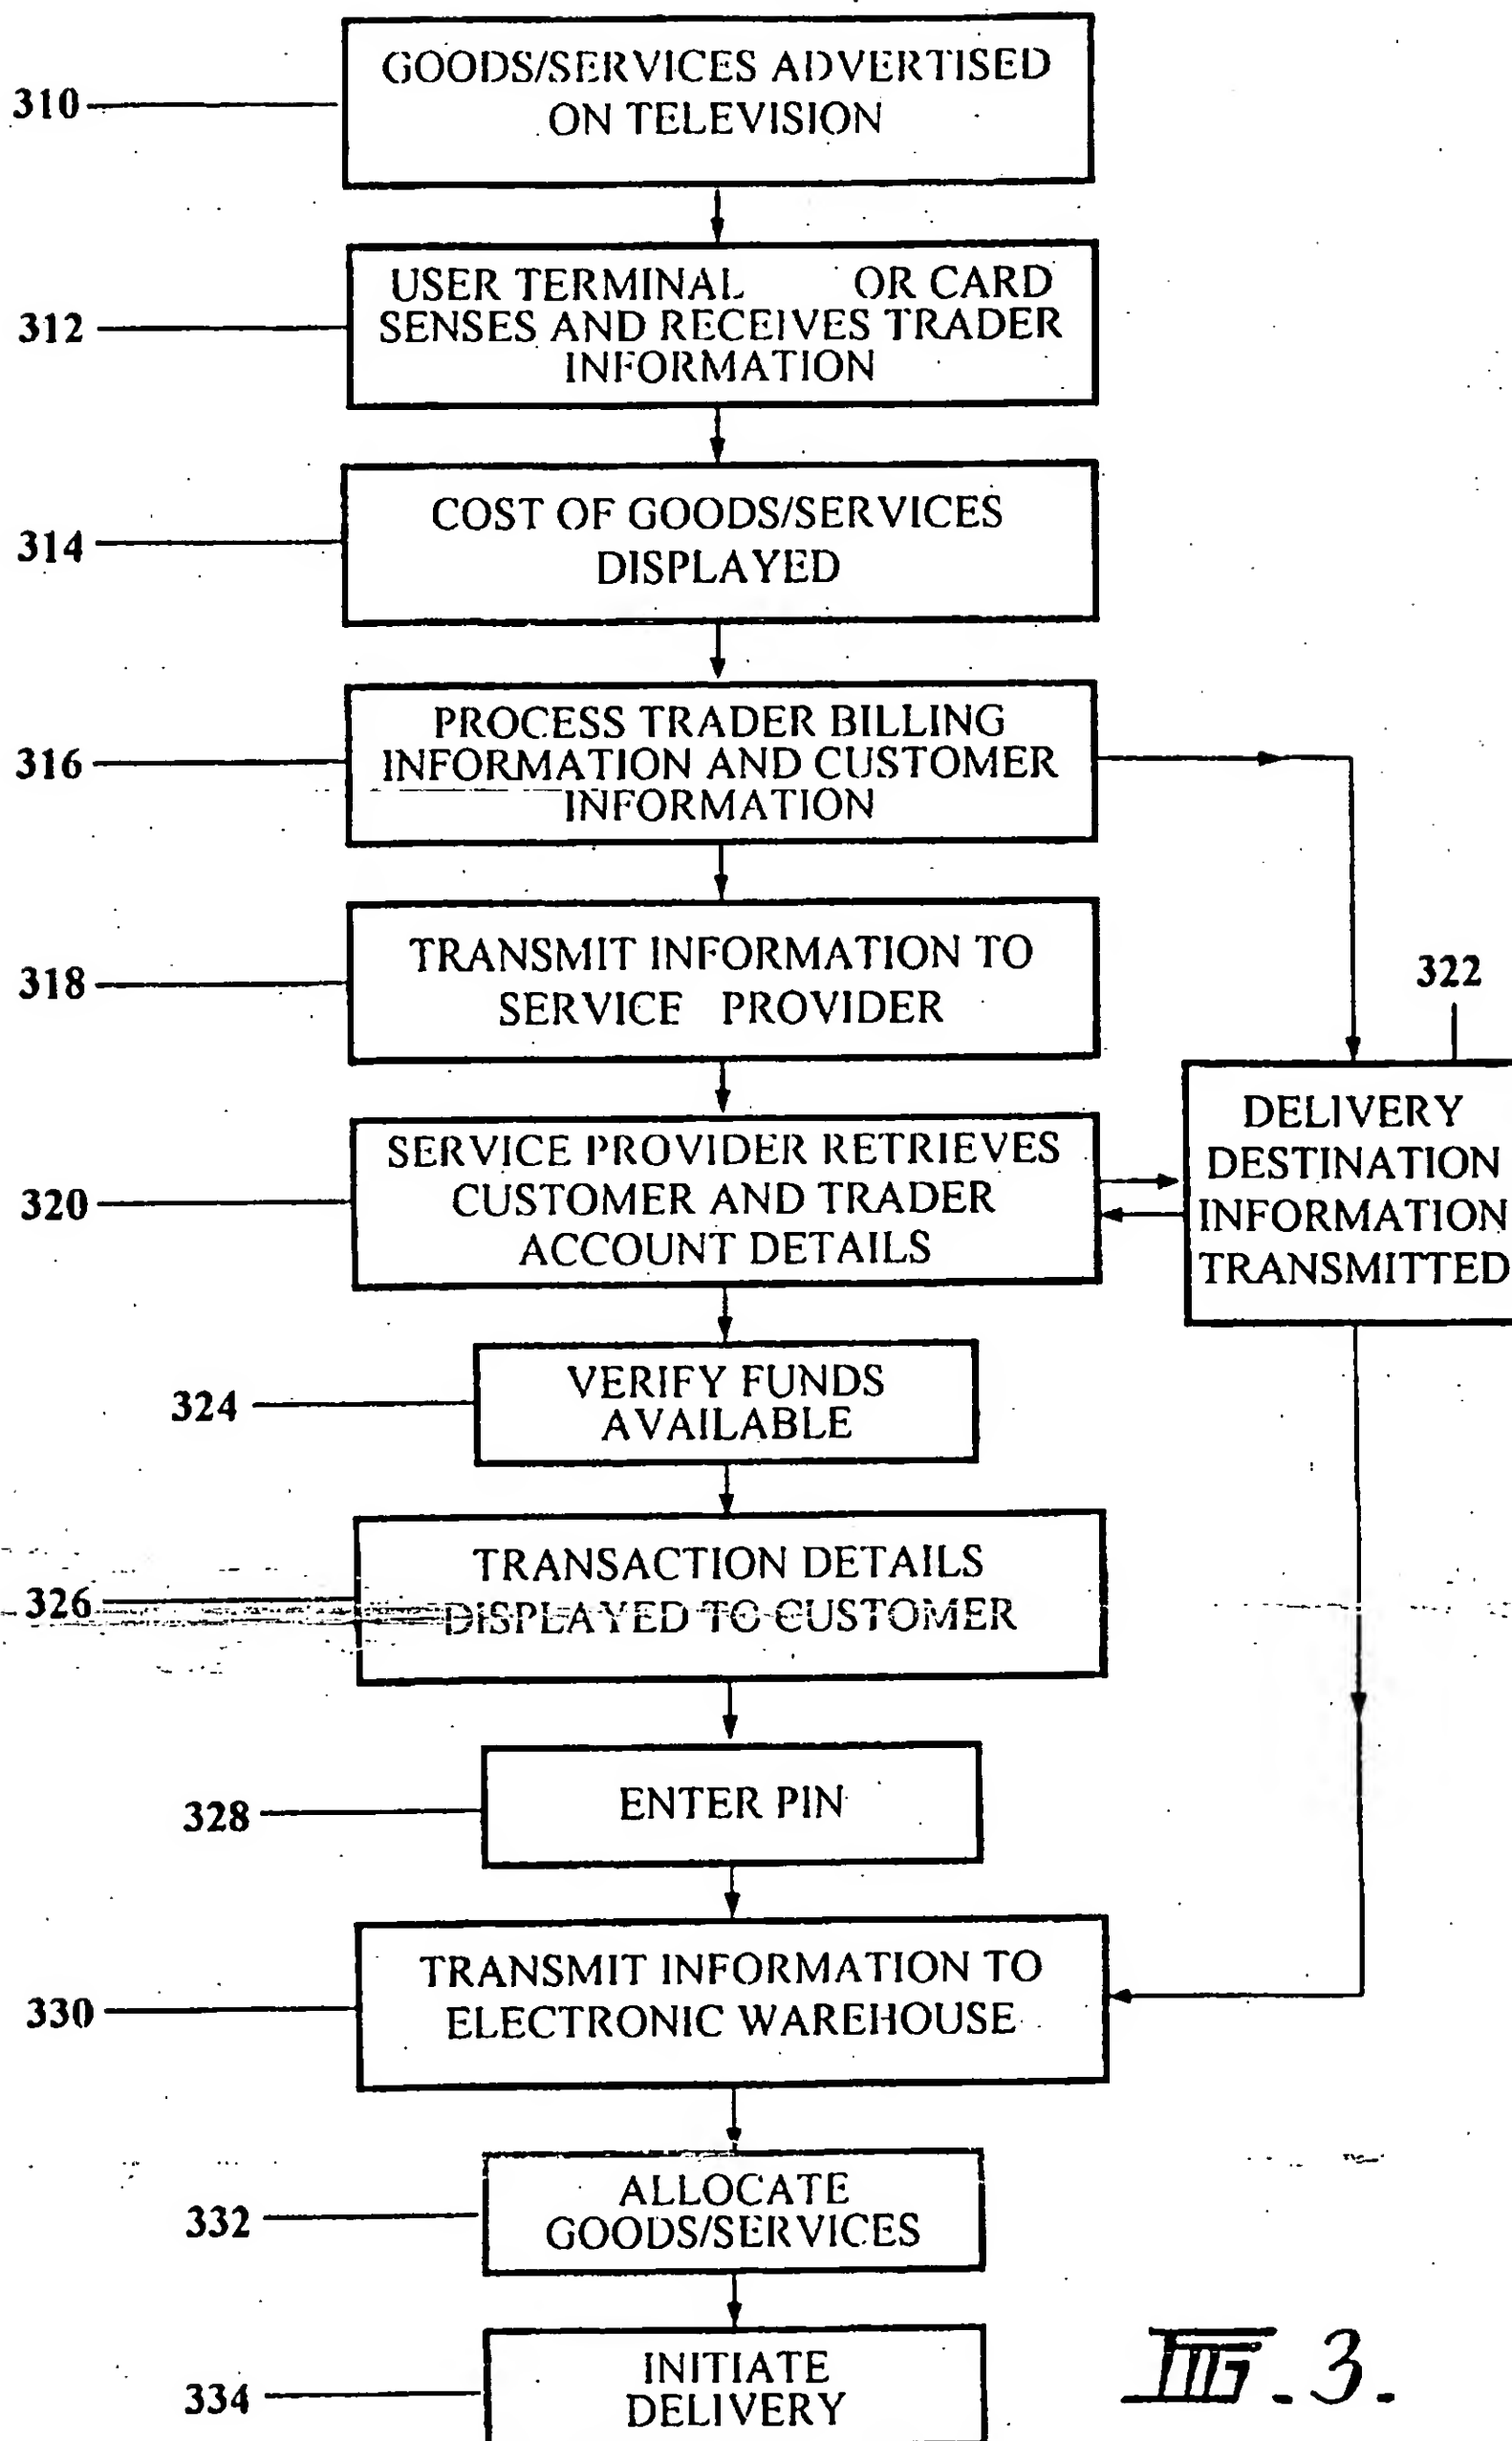 310
GOODS/SERVICES ADVERTISED
ON TELEVISION
312
USER TERMINAL OR CARD
SENSES AND RECEIVES TRADER
INFORMATION
314
COST OF GOODS/SERVICES
DISPLAYED
316
PROCESS TRADER BILLING
INFORMATION AND CUSTOMER
INFORMATION
318
TRANSMIT INFORMATION TO
SERVICE PROVIDER
322
DELIVERY
DESTINATION
INFORMATION
TRANSMITTED
320
SERVICE PROVIDER RETRIEVES
CUSTOMER AND TRADER
ACCOUNT DETAILS
324
VERIFY FUNDS
AVAILABLE
326
TRANSACTION DETAILS
DISPLAYED TO CUSTOMER
328
ENTER PIN
330
TRANSMIT INFORMATION TO
ELECTRONIC WAREHOUSE
332
ALLOCATE
GOODS/SERVICES
334
INITIATE
DELIVERY
FIG. 3.